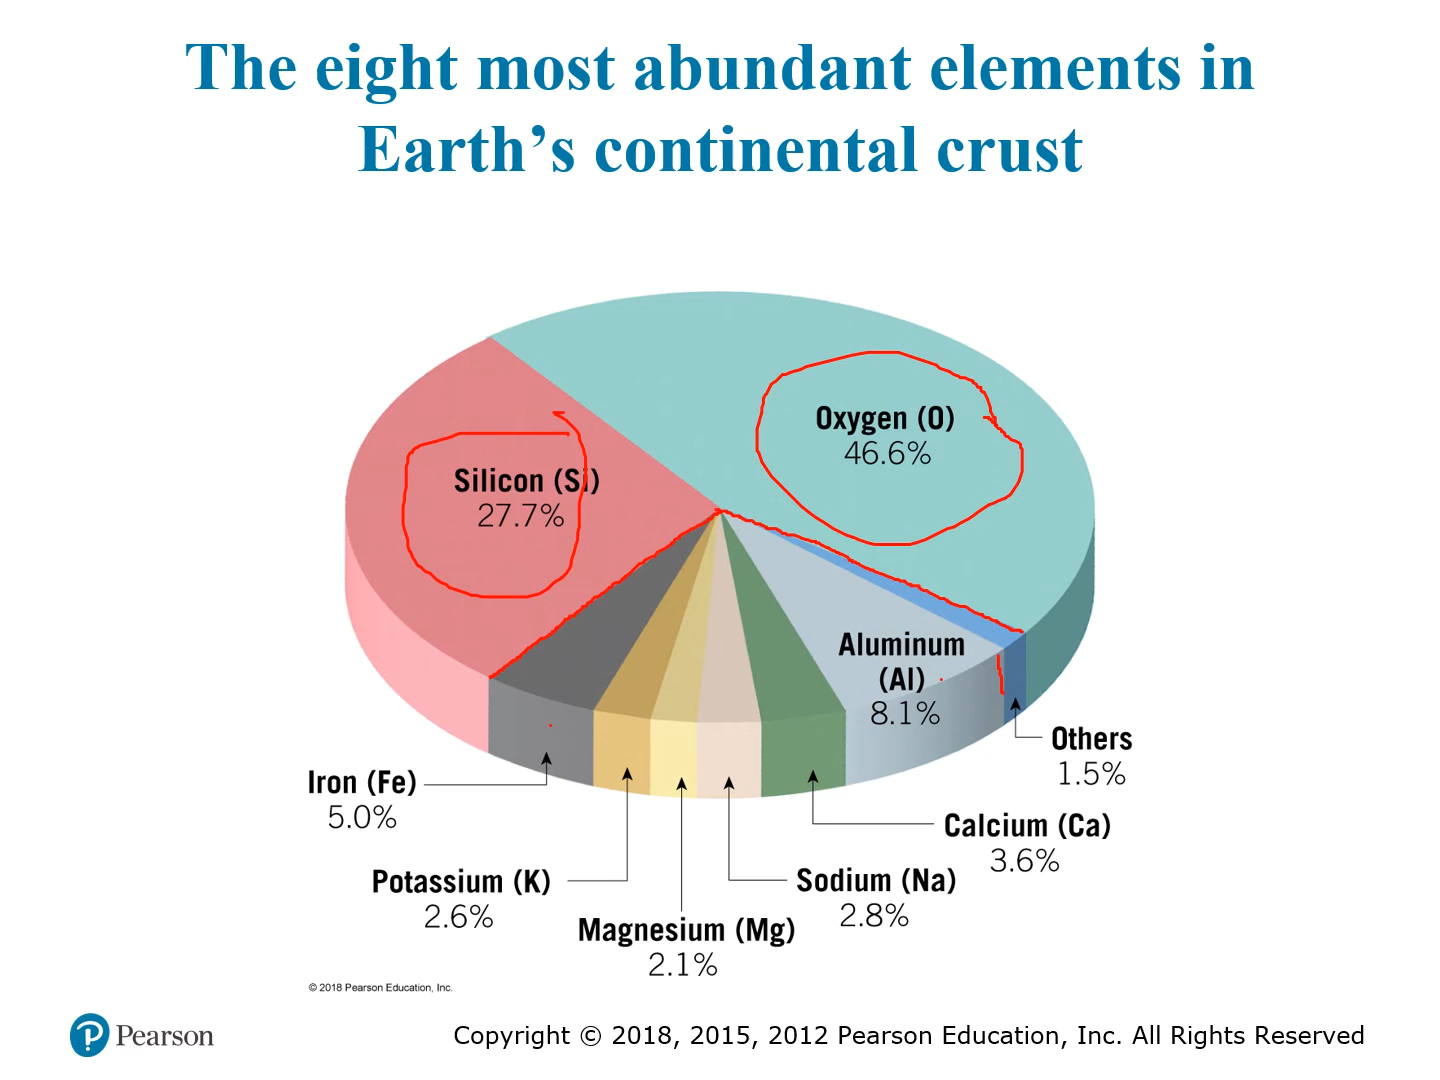 The eight most abundant elements in
Earth’s continental crust
Oxygen (O)
46.6%
Silicon (Si)
27.7%
Aluminum
(Al)
8.1%
Others
1.5%
Iron (Fe)
5.0%
Calcium (Ca)
3.6%
Potassium (K)
2.6%
Sodium (Na)
2.8%
Magnesium (Mg)
2.1%
© 2018 Pearson Education, Inc.
P Pearson
Copyright © 2018, 2015, 2012 Pearson Education, Inc. All Rights Reserved